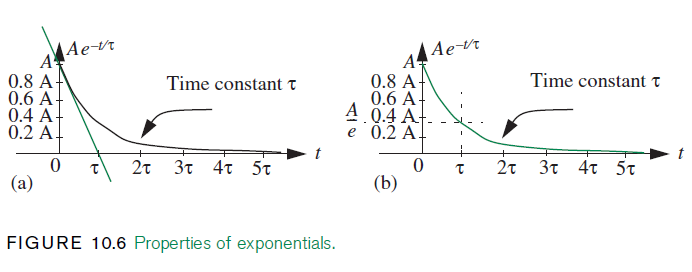 A Ae⁻ᵗ/τ
0.8 A
0.6 A
0.4 A
0.2 A
Time constant τ
0 τ 2τ 3τ 4τ 5τ
t
(a)
A Ae⁻ᵗ/τ
0.8 A
0.6 A
A/e 0.4 A
0.2 A
Time constant τ
0 τ 2τ 3τ 4τ 5τ
t
(b)
FIGURE 10.6 Properties of exponentials.